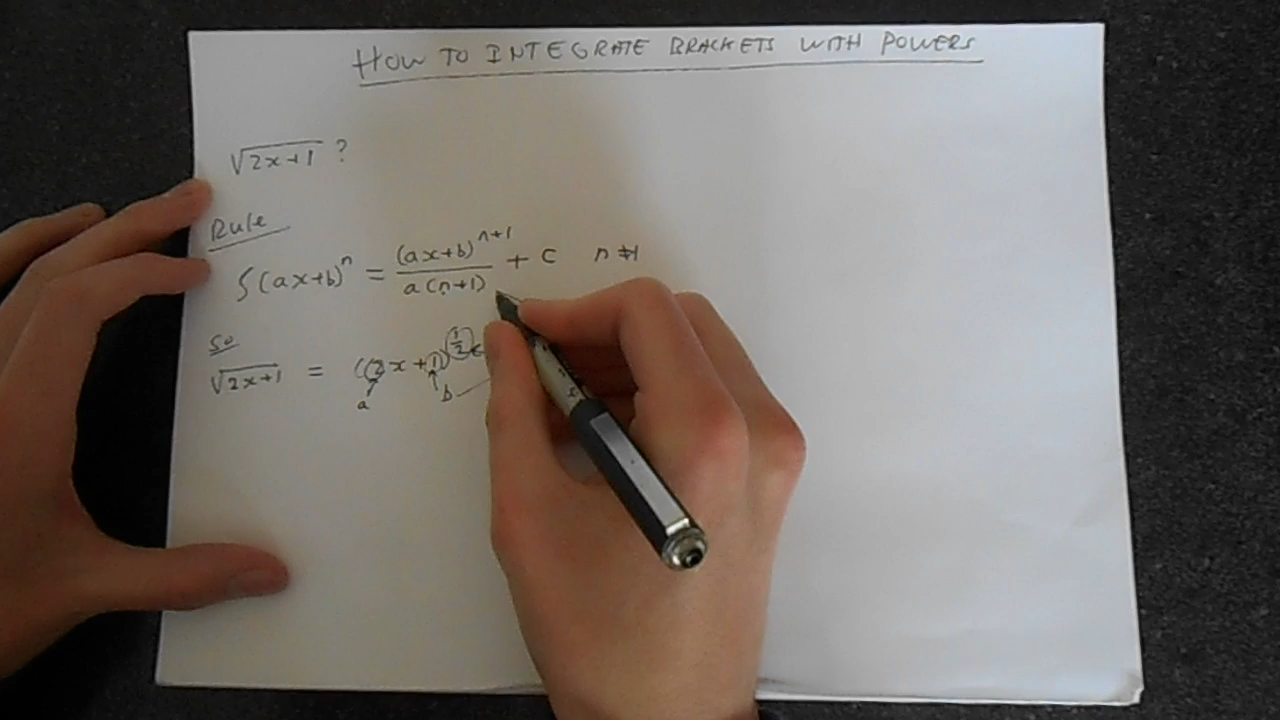 HOW TO INTEGRATE BRACKETS WITH POWERS
√2x+1 ?
Rule
∫(ax+b)^n = (ax+b)^{n+1} / a(n+1) + c n ≠1
So
√2x+1 = (2x+1)^{1/2}
a b